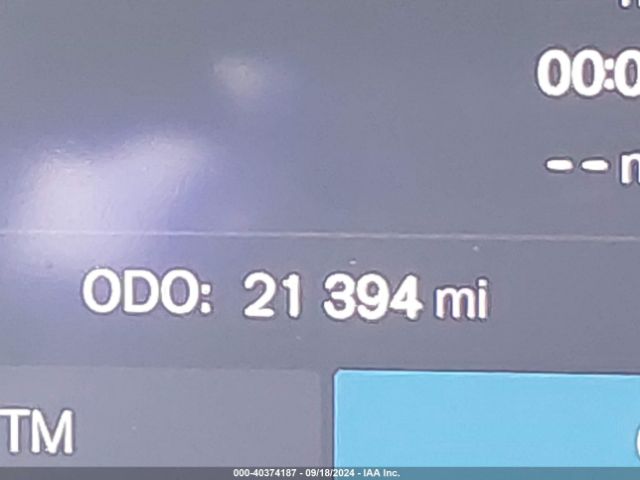 00:0
--
ODO: 21 394 mi
TM
000-40374187 - 09/18/2024 - IAA Inc.